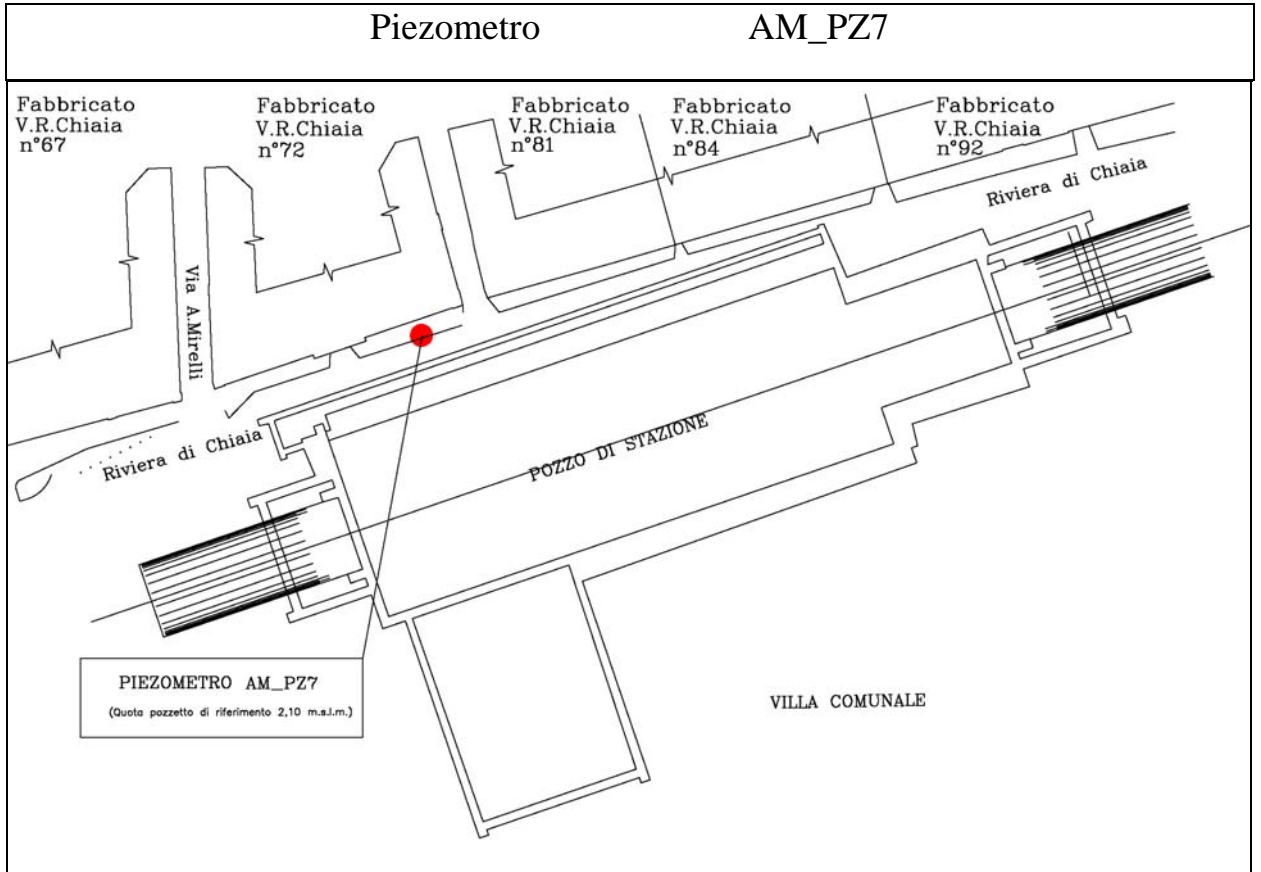 Piezometro AM_PZ7
Fabbricato
V.R.Chiaia
n°67
Fabbricato
V.R.Chiaia
n°72
Fabbricato
V.R.Chiaia
n°81
Fabbricato
V.R.Chiaia
n°84
Fabbricato
V.R.Chiaia
n°92
Riviera di Chiaia
Via A.Mirelli
Riviera di Chiaia
POZZO DI STAZIONE
PIEZOMETRO AM_PZ7
(Quota pozzetto di riferimento 2,10 m.s.l.m.)
VILLA COMUNALE